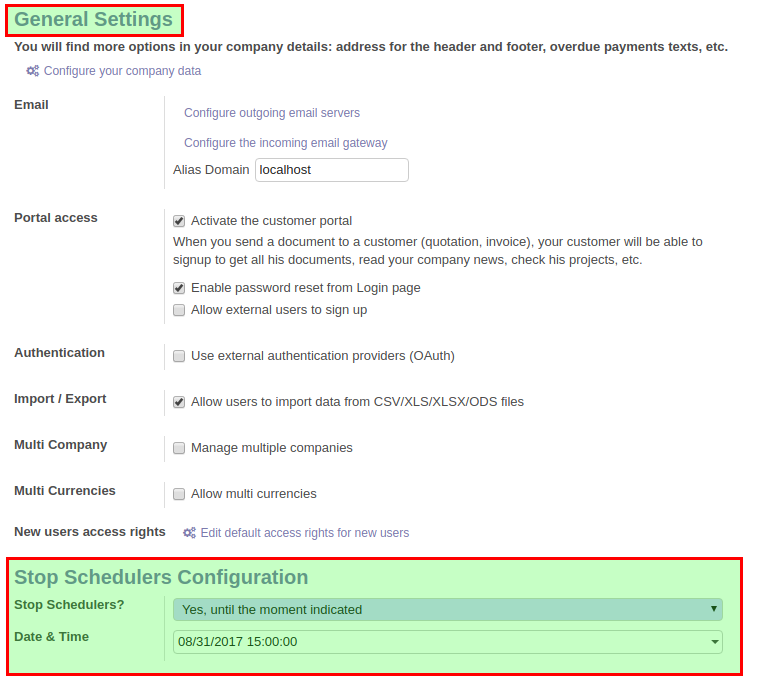 General Settings
You will find more options in your company details: address for the header and footer, overdue payments texts, etc.
Configure your company data
Email
Configure outgoing email servers
Configure the incoming email gateway
Alias Domain localhost
Portal access
Activate the customer portal
When you send a document to a customer (quotation, invoice), your customer will be able to
signup to get all his documents, read your company news, check his projects, etc.
Enable password reset from Login page
Allow external users to sign up
Authentication
Use external authentication providers (OAuth)
Import / Export
Allow users to import data from CSV/XLS/XLSX/ODS files
Multi Company
Manage multiple companies
Multi Currencies
Allow multi currencies
New users access rights
Edit default access rights for new users
Stop Schedulers Configuration
Stop Schedulers?
Yes, until the moment indicated
Date & Time
08/31/2017 15:00:00